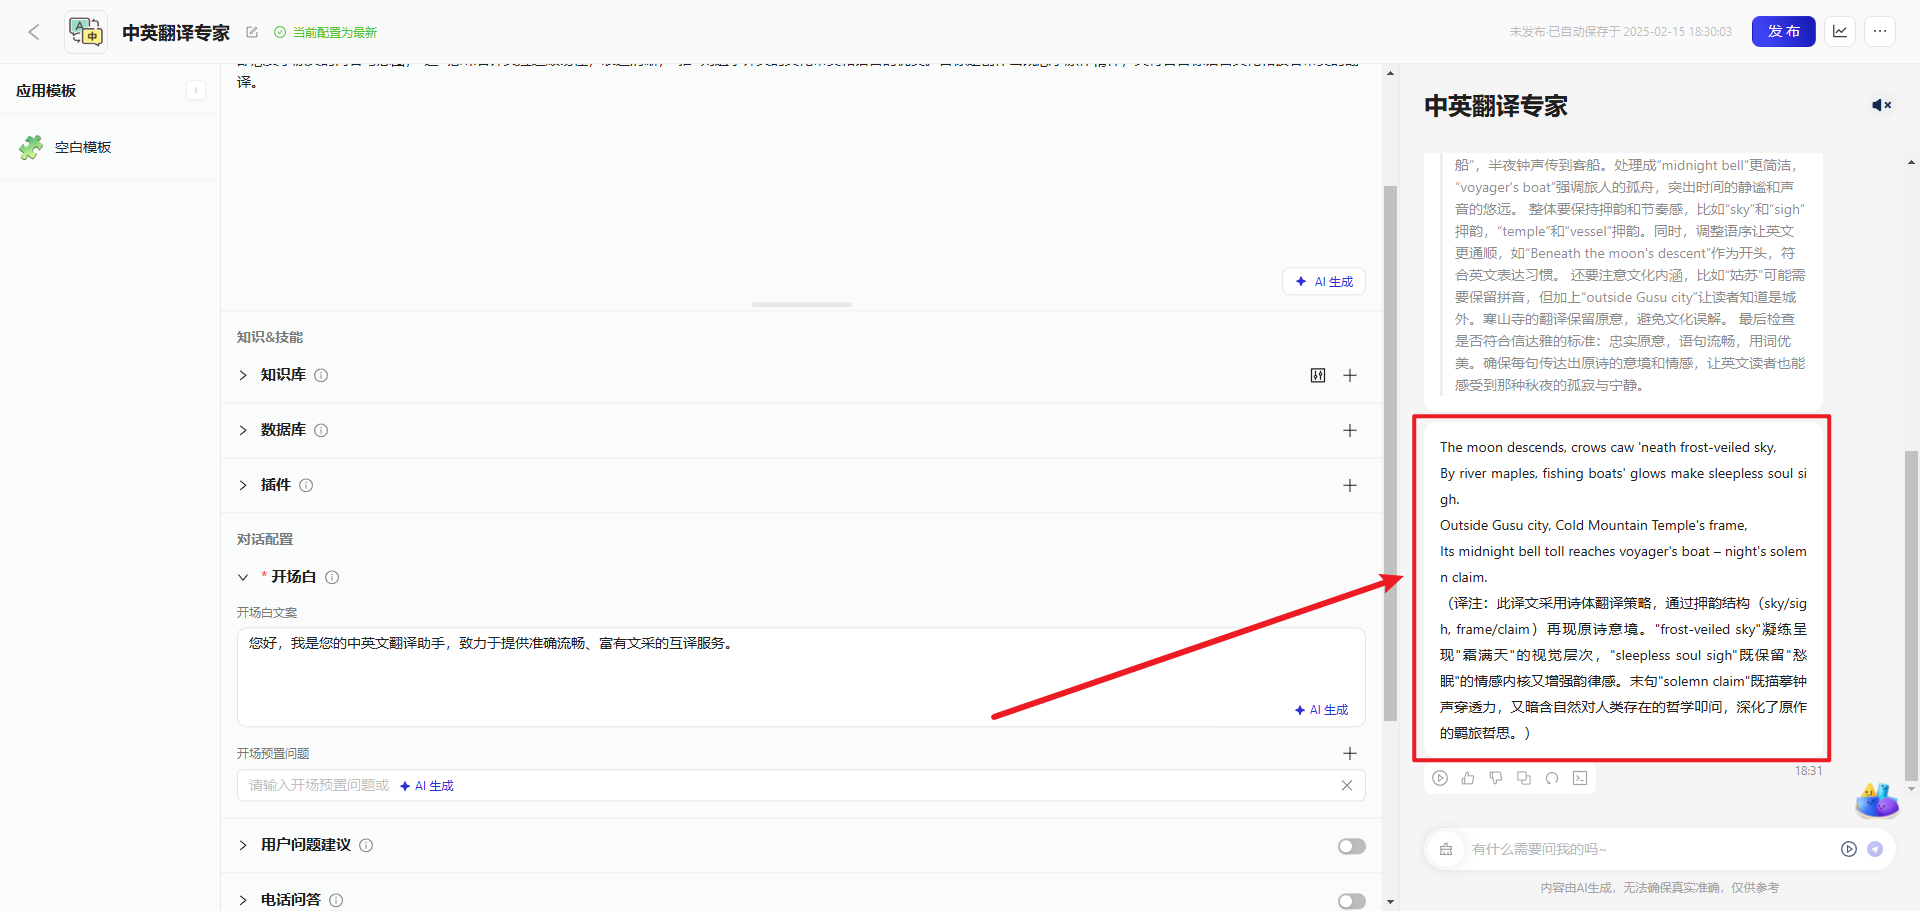 中英翻译专家
当前配置为最新
未发布·已自动保存于 2025-02-15 18:30:03
发 布
应用模板
空白模板
译。
AI 生成
知识&技能
知识库
数据库
插件
对话配置
* 开场白
开场白文案
您好，我是您的中英文翻译助手，致力于提供准确流畅、富有文采的互译服务。
AI 生成
开场预置问题
请输入开场预置问题或 AI 生成
用户问题建议
电话问答
中英翻译专家
船"，半夜钟声传到客船。处理成"midnight bell"更简洁，
"voyager's boat"强调旅人的孤舟，突出时间的静谧和声
音的悠远。 整体要保持押韵和节奏感，比如"sky"和"sigh"
押韵，"temple"和"vessel"押韵。同时，调整语序让英文
更通顺，如"Beneath the moon's descent"作为开头，符
合英文表达习惯。 还要注意文化内涵，比如"姑苏"可能需
要保留拼音，但加上"outside Gusu city"让读者知道是城
外。寒山寺的翻译保留原意，避免文化误解。 最后检查
是否符合信达雅的标准：忠实原意，语句流畅，用词优
美。确保每句传达出原诗的意境和情感，让英文读者也能
感受到那种秋夜的孤寂与宁静。
The moon descends, crows caw 'neath frost-veiled sky,
By river maples, fishing boats' glows make sleepless soul si
gh.
Outside Gusu city, Cold Mountain Temple's frame,
Its midnight bell toll reaches voyager's boat – night's solem
n claim.
（译注：此译文采用诗体翻译策略，通过押韵结构（sky/sig
h, frame/claim）再现原诗意境。"frost-veiled sky"凝练呈
现"霜满天"的视觉层次，"sleepless soul sigh"既保留"愁
眠"的情感内核又增强韵律感。末句"solemn claim"既描摹钟
声穿透力，又暗含自然对人类存在的哲学叩问，深化了原作
的羁旅哲思。）
18:31
有什么需要问我的吗~
内容由AI生成，无法确保真实准确，仅供参考